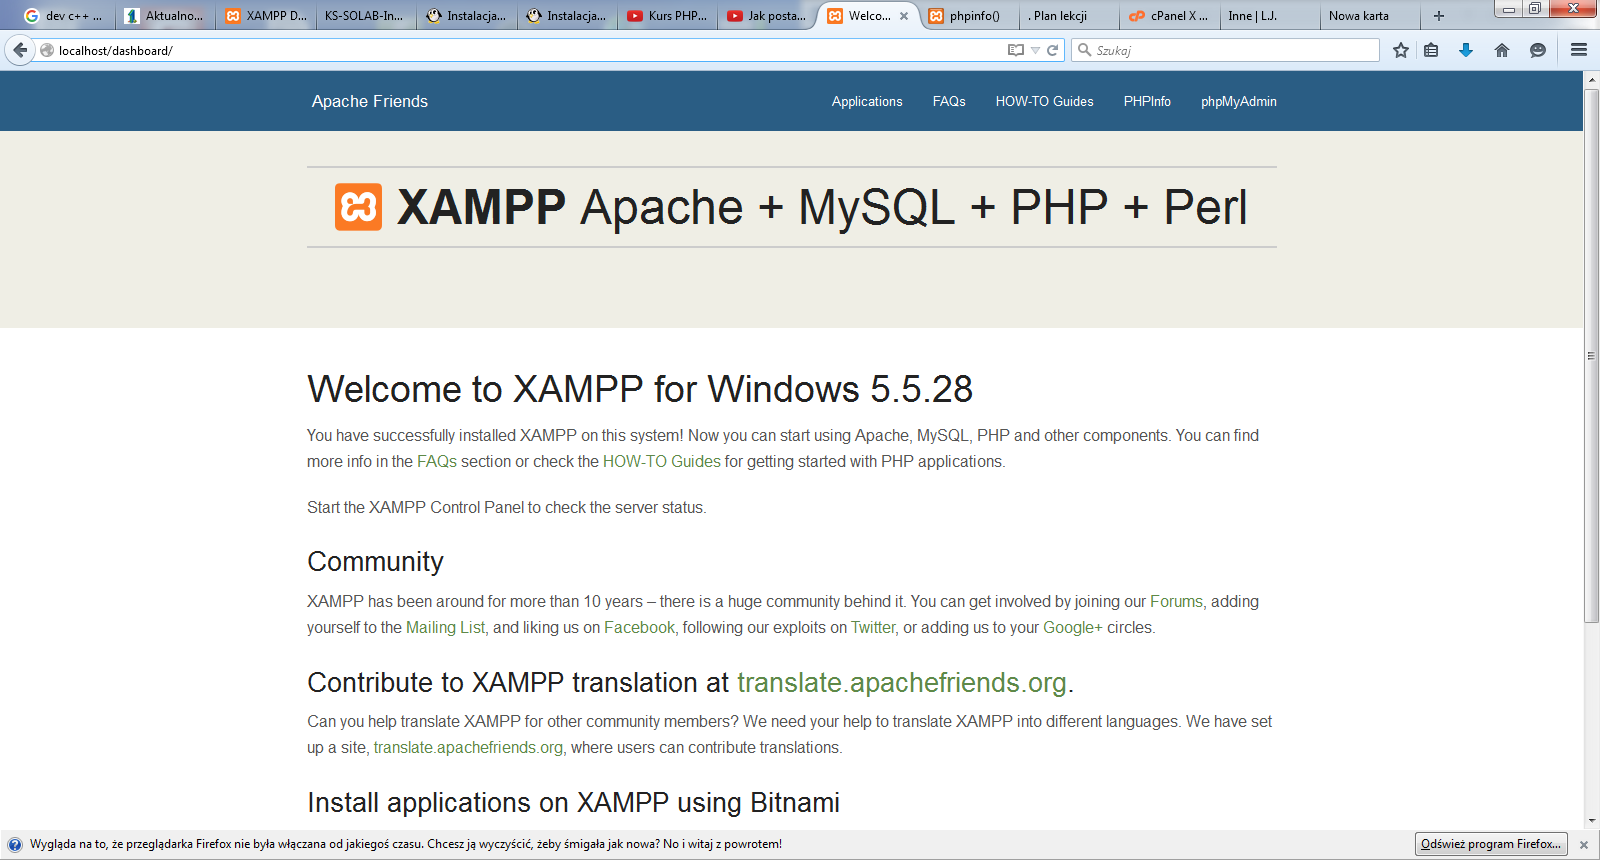 dev c++ ...
Aktualno...
XAMPP D...
KS-SOLAB-In...
Instalacja...
Instalacja...
Kurs PHP...
Jak posta...
Welco...
phpinfo()
. Plan lekcji
cPanel X ...
Inne | L.J.
Nowa karta
localhost/dashboard/
Szukaj
Apache Friends
Applications
FAQs
HOW-TO Guides
PHPInfo
phpMyAdmin
XAMPP Apache + MySQL + PHP + Perl
Welcome to XAMPP for Windows 5.5.28
You have successfully installed XAMPP on this system! Now you can start using Apache, MySQL, PHP and other components. You can find
more info in the FAQs section or check the HOW-TO Guides for getting started with PHP applications.
Start the XAMPP Control Panel to check the server status.
Community
XAMPP has been around for more than 10 years – there is a huge community behind it. You can get involved by joining our Forums, adding
yourself to the Mailing List, and liking us on Facebook, following our exploits on Twitter, or adding us to your Google+ circles.
Contribute to XAMPP translation at translate.apachefriends.org.
Can you help translate XAMPP for other community members? We need your help to translate XAMPP into different languages. We have set
up a site, translate.apachefriends.org, where users can contribute translations.
Install applications on XAMPP using Bitnami
Wygląda na to, że przeglądarka Firefox nie była włączana od jakiegoś czasu. Chcesz ją wyczyścić, żeby śmigała jak nowa? No i witaj z powrotem!
Odśwież program Firefox...